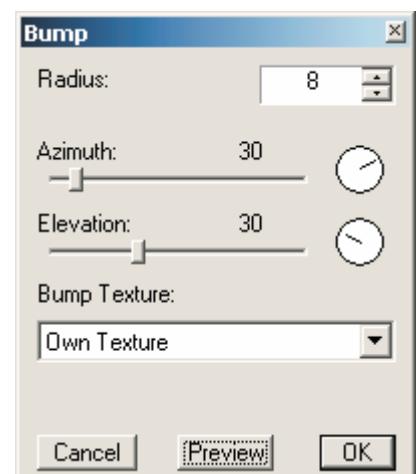 Bump
Radius: 8
Azimuth: 30
Elevation: 30
Bump Texture:
Own Texture
Cancel Preview OK